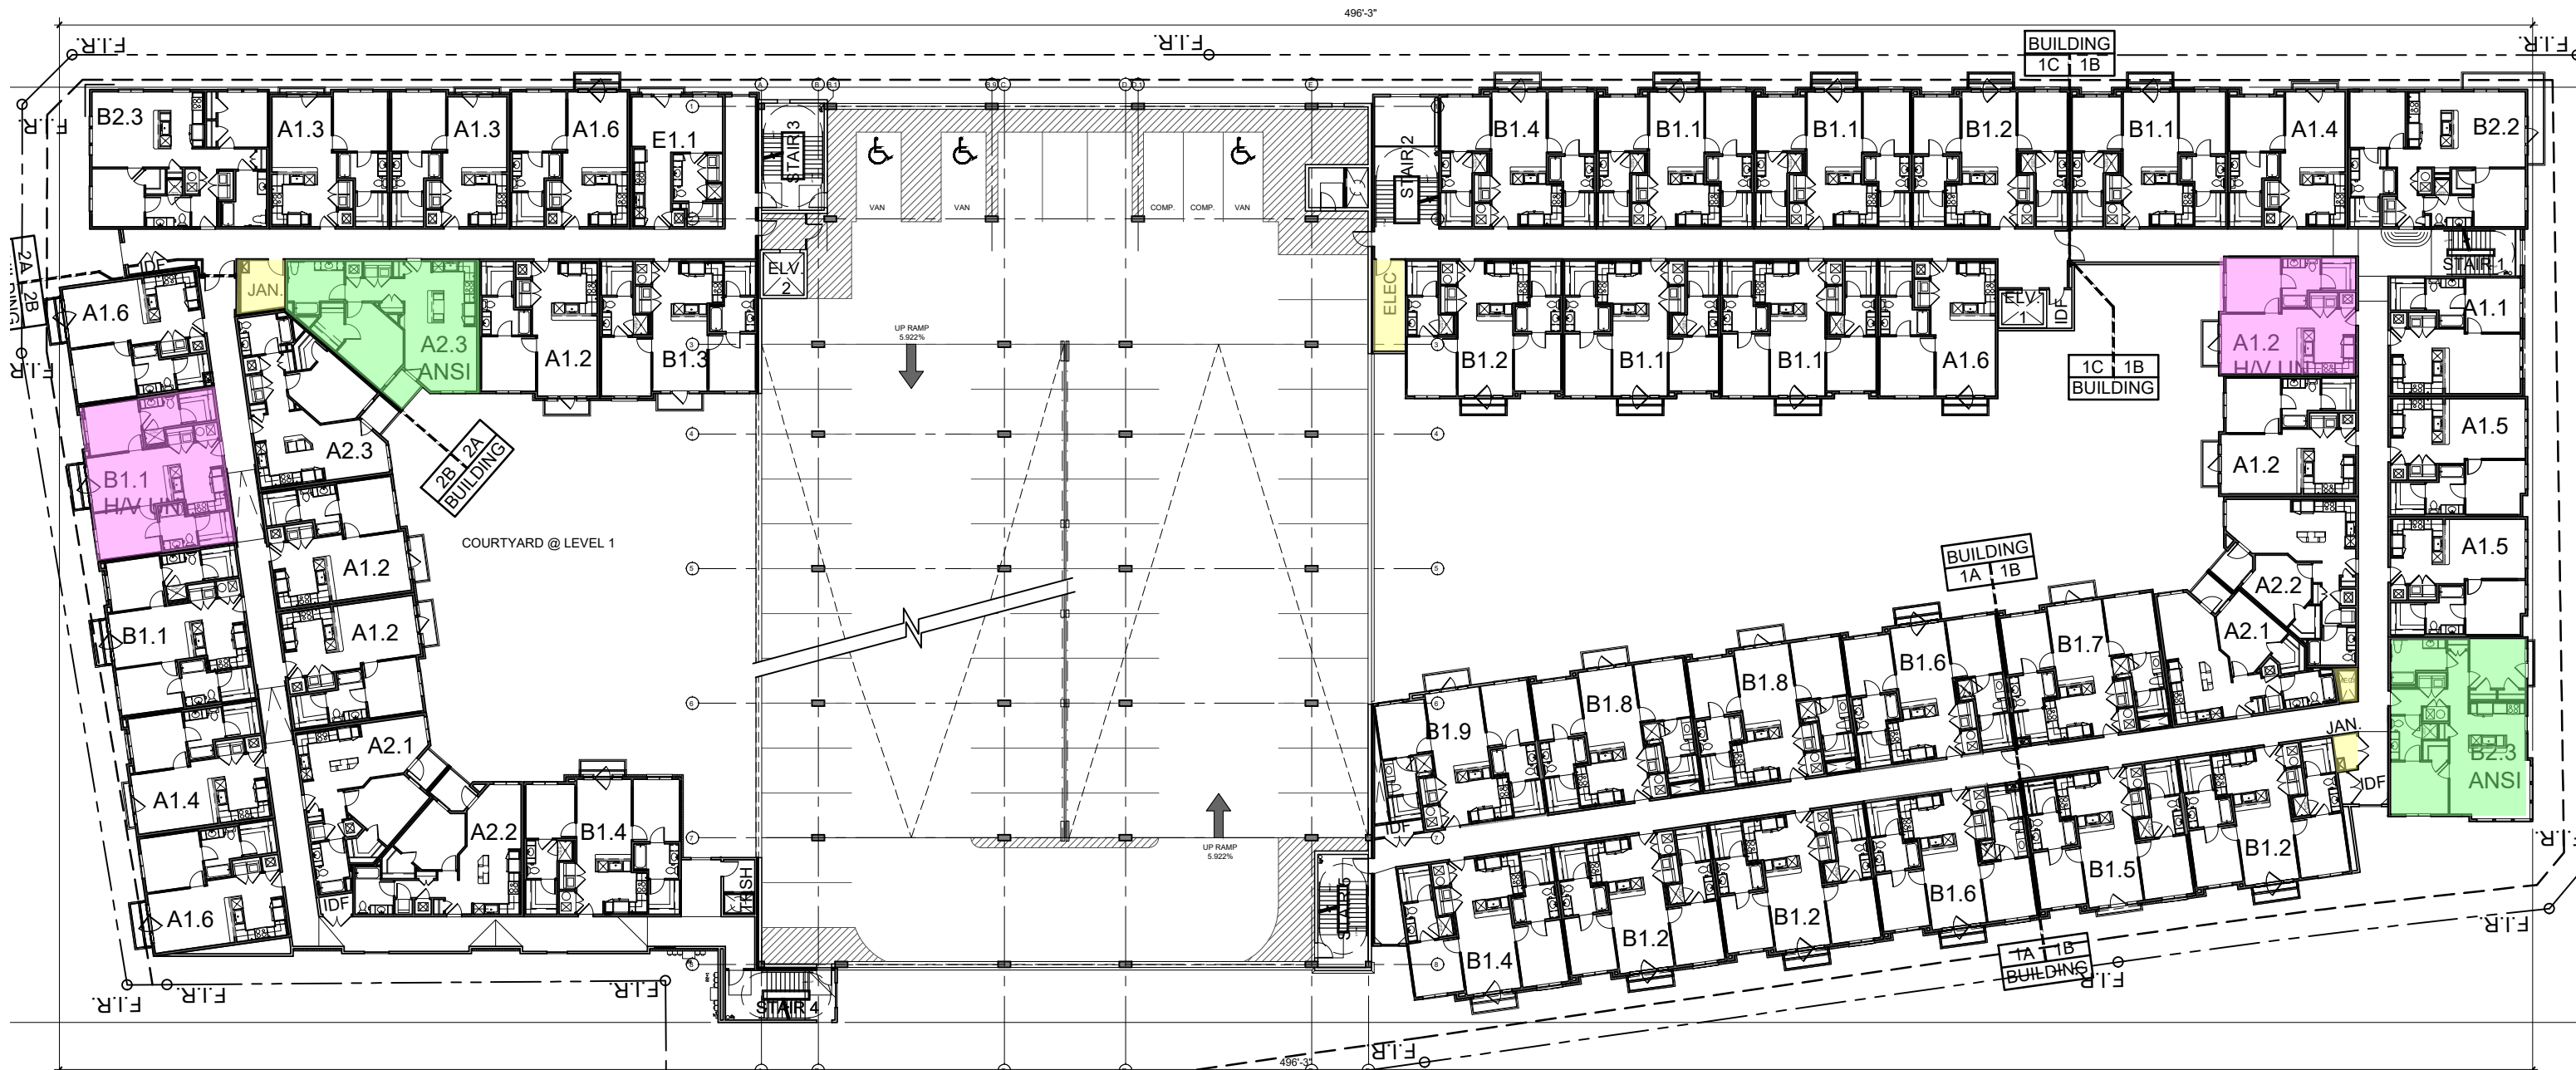 496'-3"
F.I.R.
F.I.R.
F.I.R.
BUILDING
1C 1B
B2.3
A1.3
A1.3
A1.6
E1.1
STAIR 3
VAN
VAN
COMP.
COMP.
VAN
STAIR 2
B1.4
B1.1
B1.1
B1.2
B1.1
A1.4
B2.2
F.I.R.
2A 2B
IDF
JAN.
A2.3
ANSI
A1.2
B1.3
ELV.
2
UP RAMP
5.922%
ELEC
B1.2
B1.1
B1.1
A1.6
ELV.
1
IDF
1C 1B
BUILDING
A1.2
STAIR 1
A1.1
A1.6
F.I.R.
B1.1
A2.3
2B 2A
BUILDING
A1.2
A1.5
COURTYARD @ LEVEL 1
A1.2
A1.2
B1.1
BUILDING
1A 1B
A1.5
A2.2
A2.1
B1.7
B1.6
B1.8
B1.8
B1.9
JAN.
B2.3
ANSI
IDF
A2.1
A1.4
A2.2
B1.4
IDF
UP RAMP
5.922%
TRSH
A1.6
IDF
STAIR 5
B1.4
B1.2
B1.2
B1.6
B1.5
B1.2
1A 1B
BUILDING
F.I.R.
F.I.R.
F.I.R.
F.I.R.
F.I.R.
F.I.R.
STAIR 4
496'-3"
F.I.R.